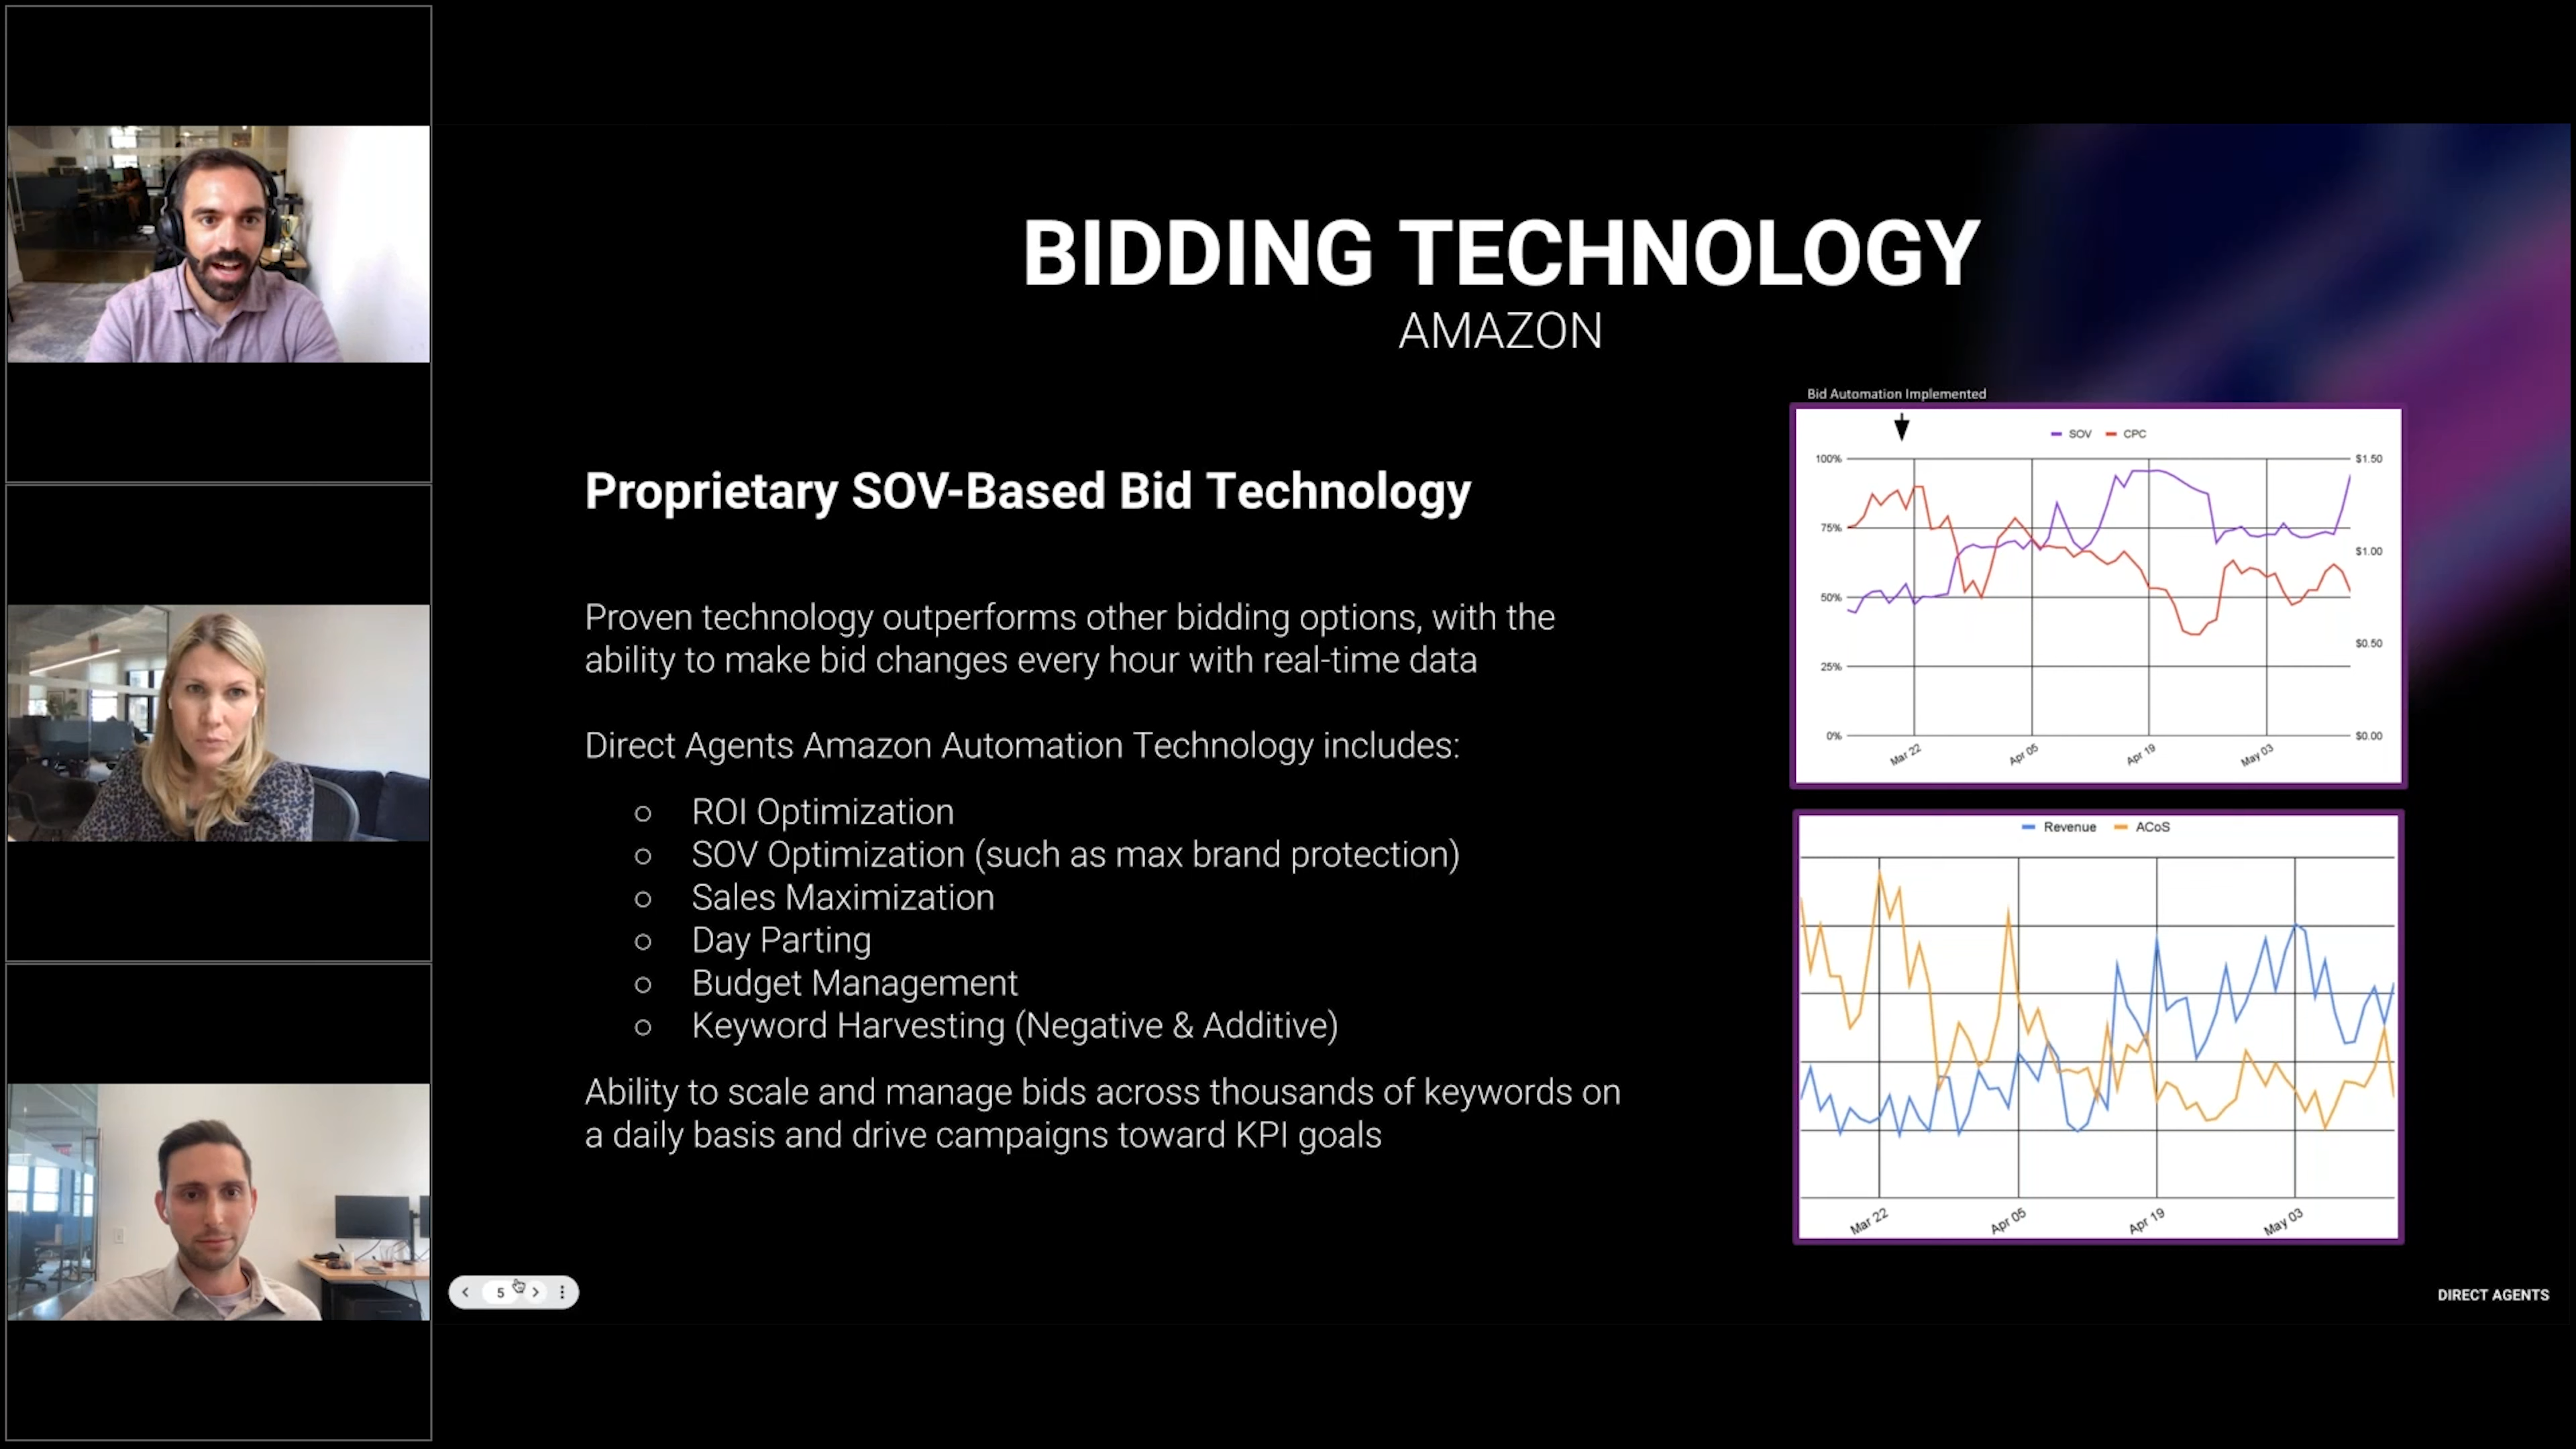 BIDDING TECHNOLOGY
AMAZON
Proprietary SOV-Based Bid Technology
Proven technology outperforms other bidding options, with the
ability to make bid changes every hour with real-time data
Direct Agents Amazon Automation Technology includes:
ROI Optimization
SOV Optimization (such as max brand protection)
Sales Maximization
Day Parting
Budget Management
Keyword Harvesting (Negative & Additive)
Ability to scale and manage bids across thousands of keywords on
a daily basis and drive campaigns toward KPI goals
Bid Automation Implemented
SOV CPC
100% $1.50
75%
$1.00
50%
$0.50
25%
0% $0.00
Mar 22 Apr 05 Apr 19 May 03
Revenue ACoS
Mar 22 Apr 05 Apr 19 May 03
5
DIRECT AGENTS